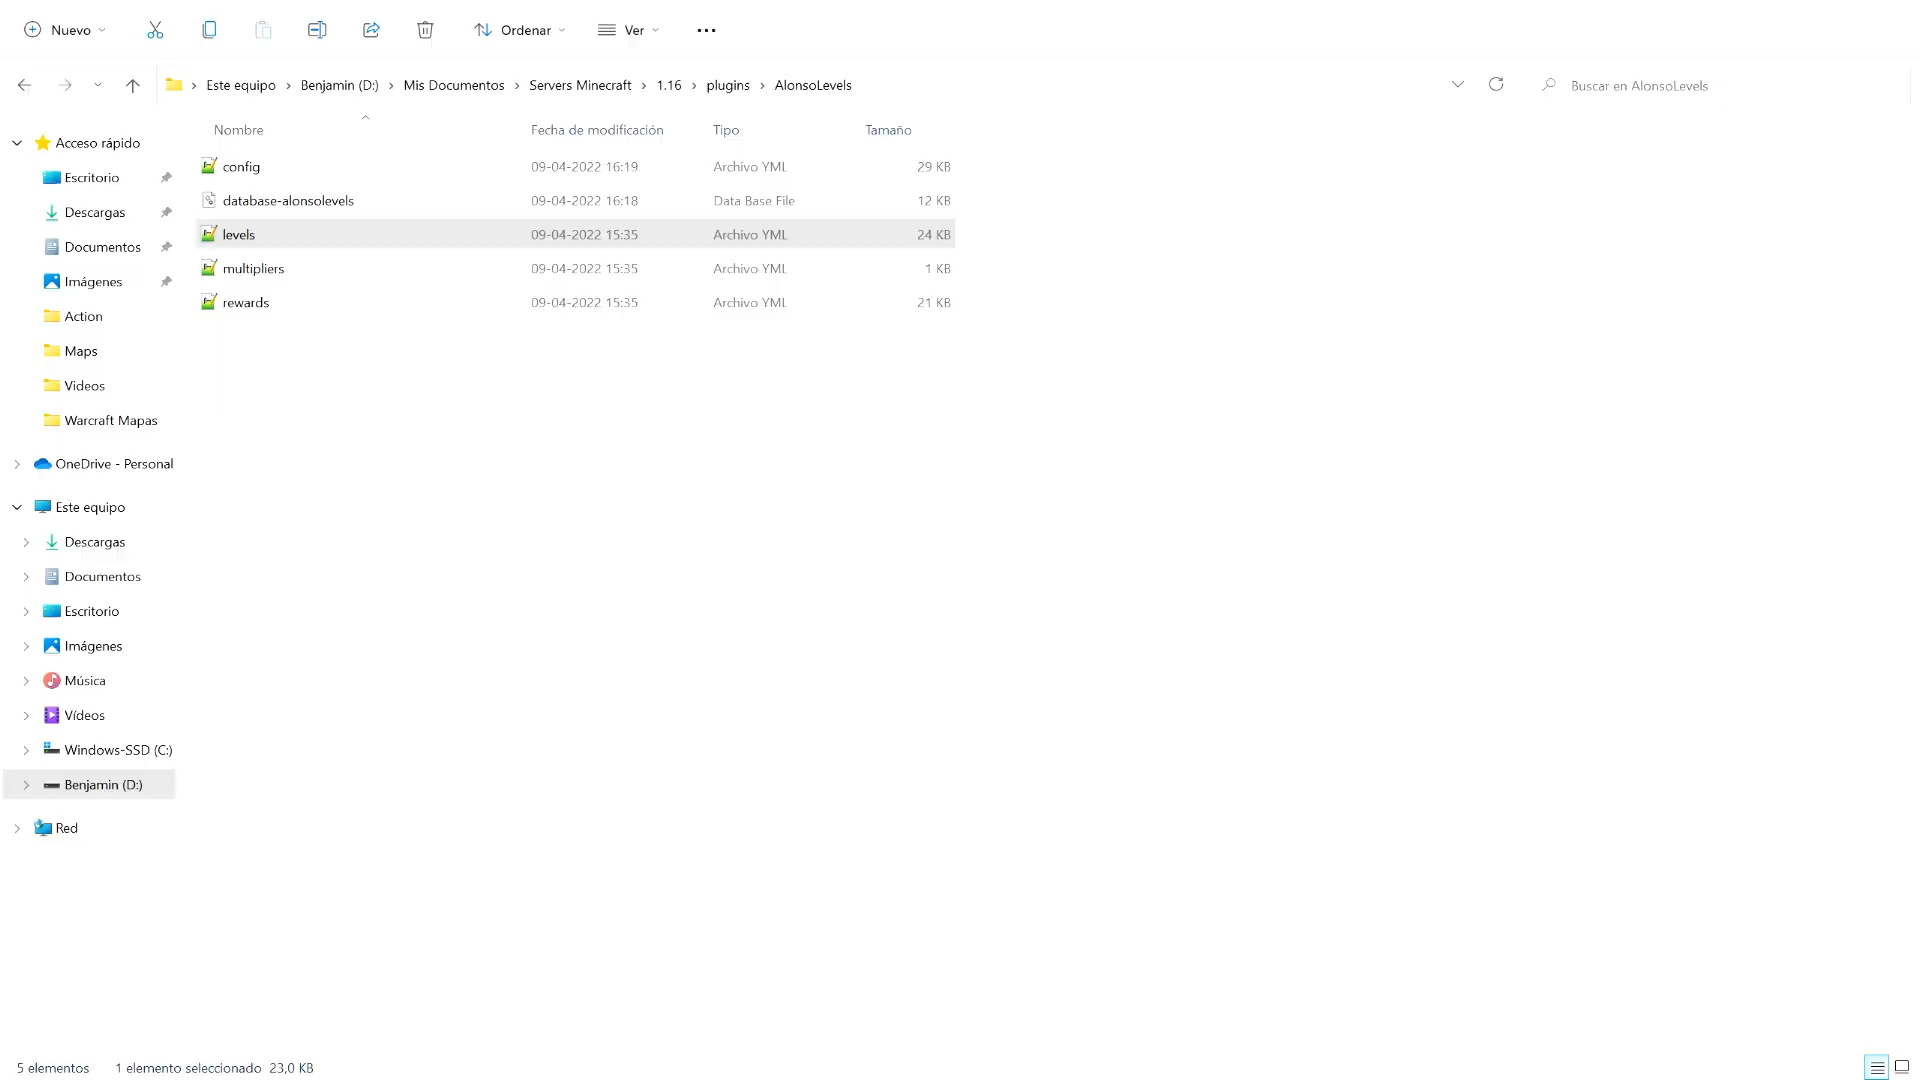 Nuevo
Ordenar
Ver
Este equipo > Benjamin (D:) > Mis Documentos > Servers Minecraft > 1.16 > plugins > AlonsoLevels
Buscar en AlonsoLevels
Nombre Fecha de modificación Tipo Tamaño
config 09-04-2022 16:19 Archivo YML 29 KB
database-alonsolevels 09-04-2022 16:18 Data Base File 12 KB
levels 09-04-2022 15:35 Archivo YML 24 KB
multipliers 09-04-2022 15:35 Archivo YML 1 KB
rewards 09-04-2022 15:35 Archivo YML 21 KB
Acceso rápido
Escritorio
Descargas
Documentos
Imágenes
Action
Maps
Videos
Warcraft Mapas
OneDrive - Personal
Este equipo
Descargas
Documentos
Escritorio
Imágenes
Música
Vídeos
Windows-SSD (C:)
Benjamin (D:)
Red
5 elementos 1 elemento seleccionado 23,0 KB